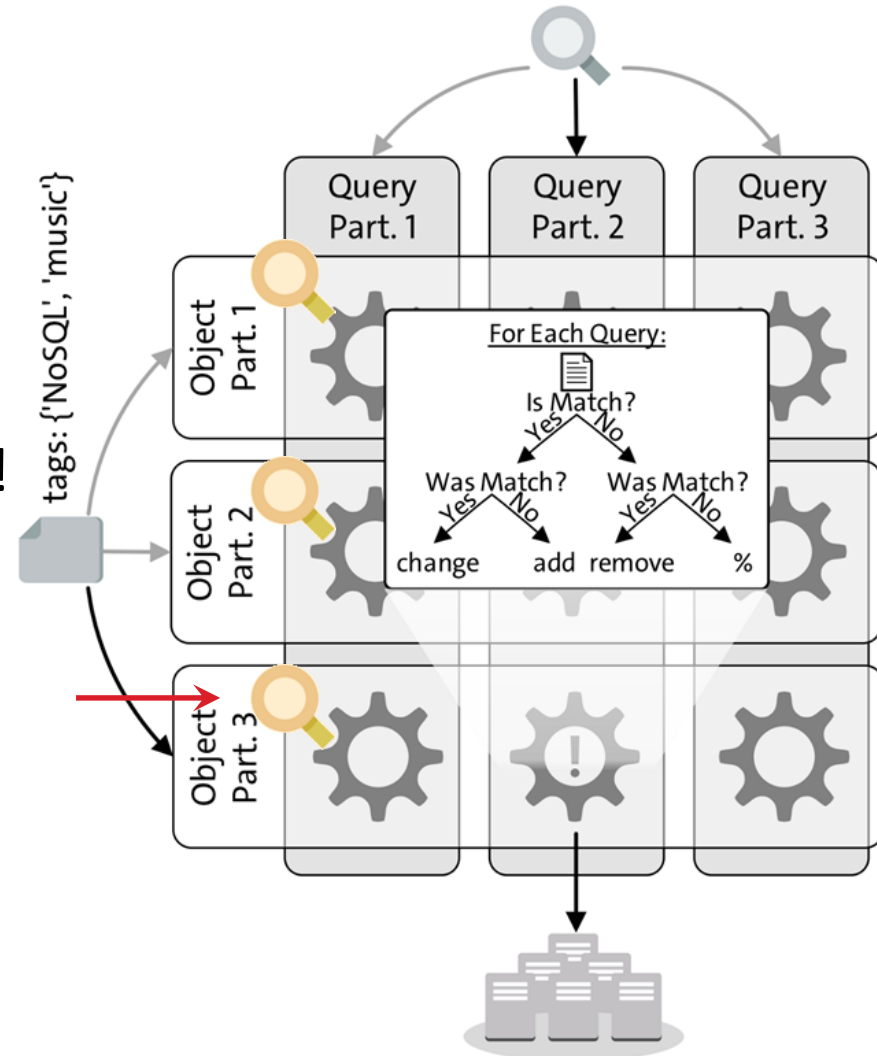 Query
Part. 1
Query
Part. 2
Query
Part. 3
tags: {'NoSQL', 'music'}
Object
Part. 1
For Each Query:
Is Match?
Yes
No
Was Match?
Was Match?
Yes
No
Yes
No
change
add
remove
%
!
Object
Part. 2
Object
Part. 3
!